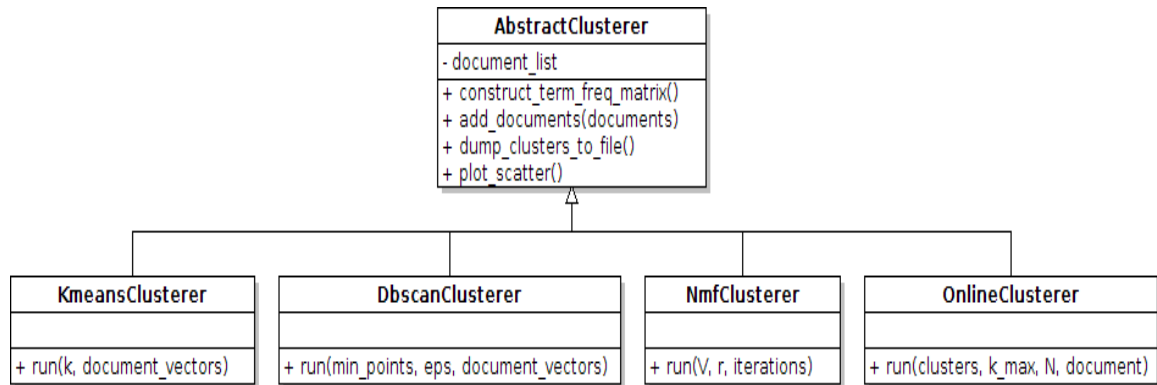 AbstractClusterer
- document_list
+ construct_term_freq_matrix()
+ add_documents(documents)
+ dump_clusters_to_file()
+ plot_scatter()
KmeansClusterer
+ run(k, document_vectors)
DbscanClusterer
+ run(min_points, eps, document_vectors)
NmfClusterer
+ run(V, r, iterations)
OnlineClusterer
+ run(clusters, k_max, N, document)